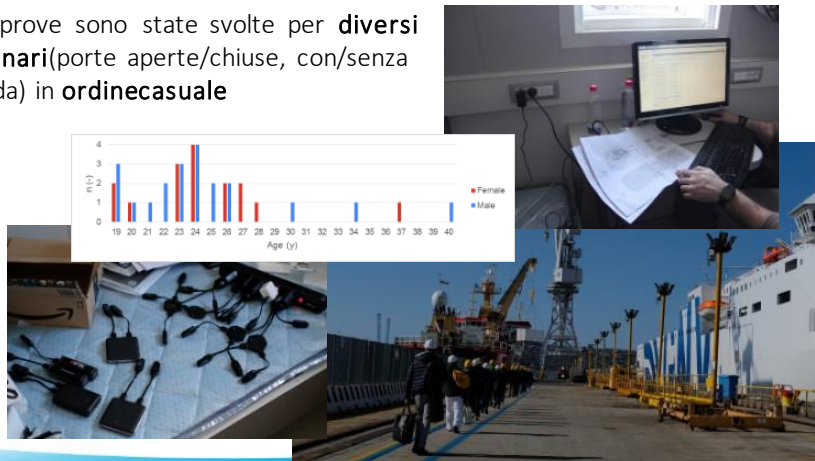 prove sono state svolte per diversi
nari(porte aperte/chiuse, con/senza
da) in ordinecasuale
4
3
2
1
0
n (-)
19 20 21 22 23 24 25 26 27 28 29 30 31 32 33 34 35 36 37 38 39 40
Age (y)
Female
Male